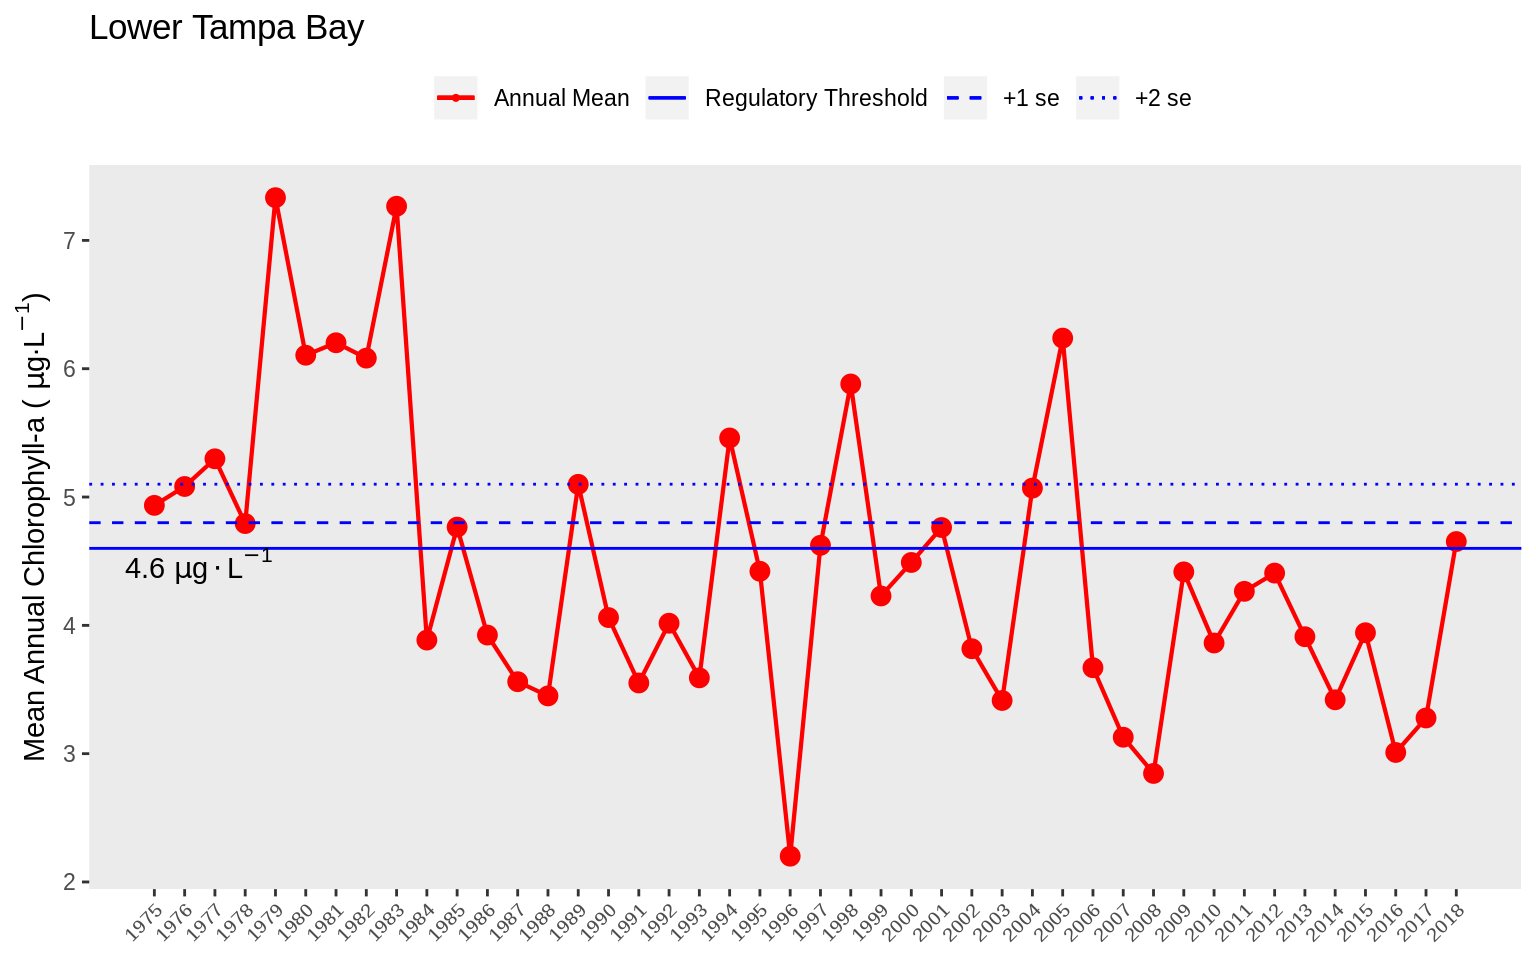 Lower Tampa Bay
Annual Mean Regulatory Threshold +1 se +2 se
Mean Annual Chlorophyll-a ( µg·L⁻¹)
7
6
5
4
3
2
4.6 µg·L⁻¹
1975 1976 1977 1978 1979 1980 1981 1982 1983 1984 1985 1986 1987 1988 1989 1990 1991 1992 1993 1994 1995 1996 1997 1998 1999 2000 2001 2002 2003 2004 2005 2006 2007 2008 2009 2010 2011 2012 2013 2014 2015 2016 2017 2018